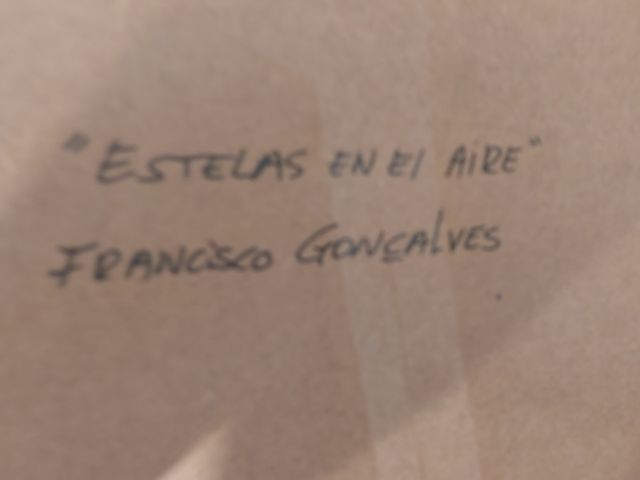 "ESTELAS EN El AiRE"
FRANCiSCO GONÇAlVES